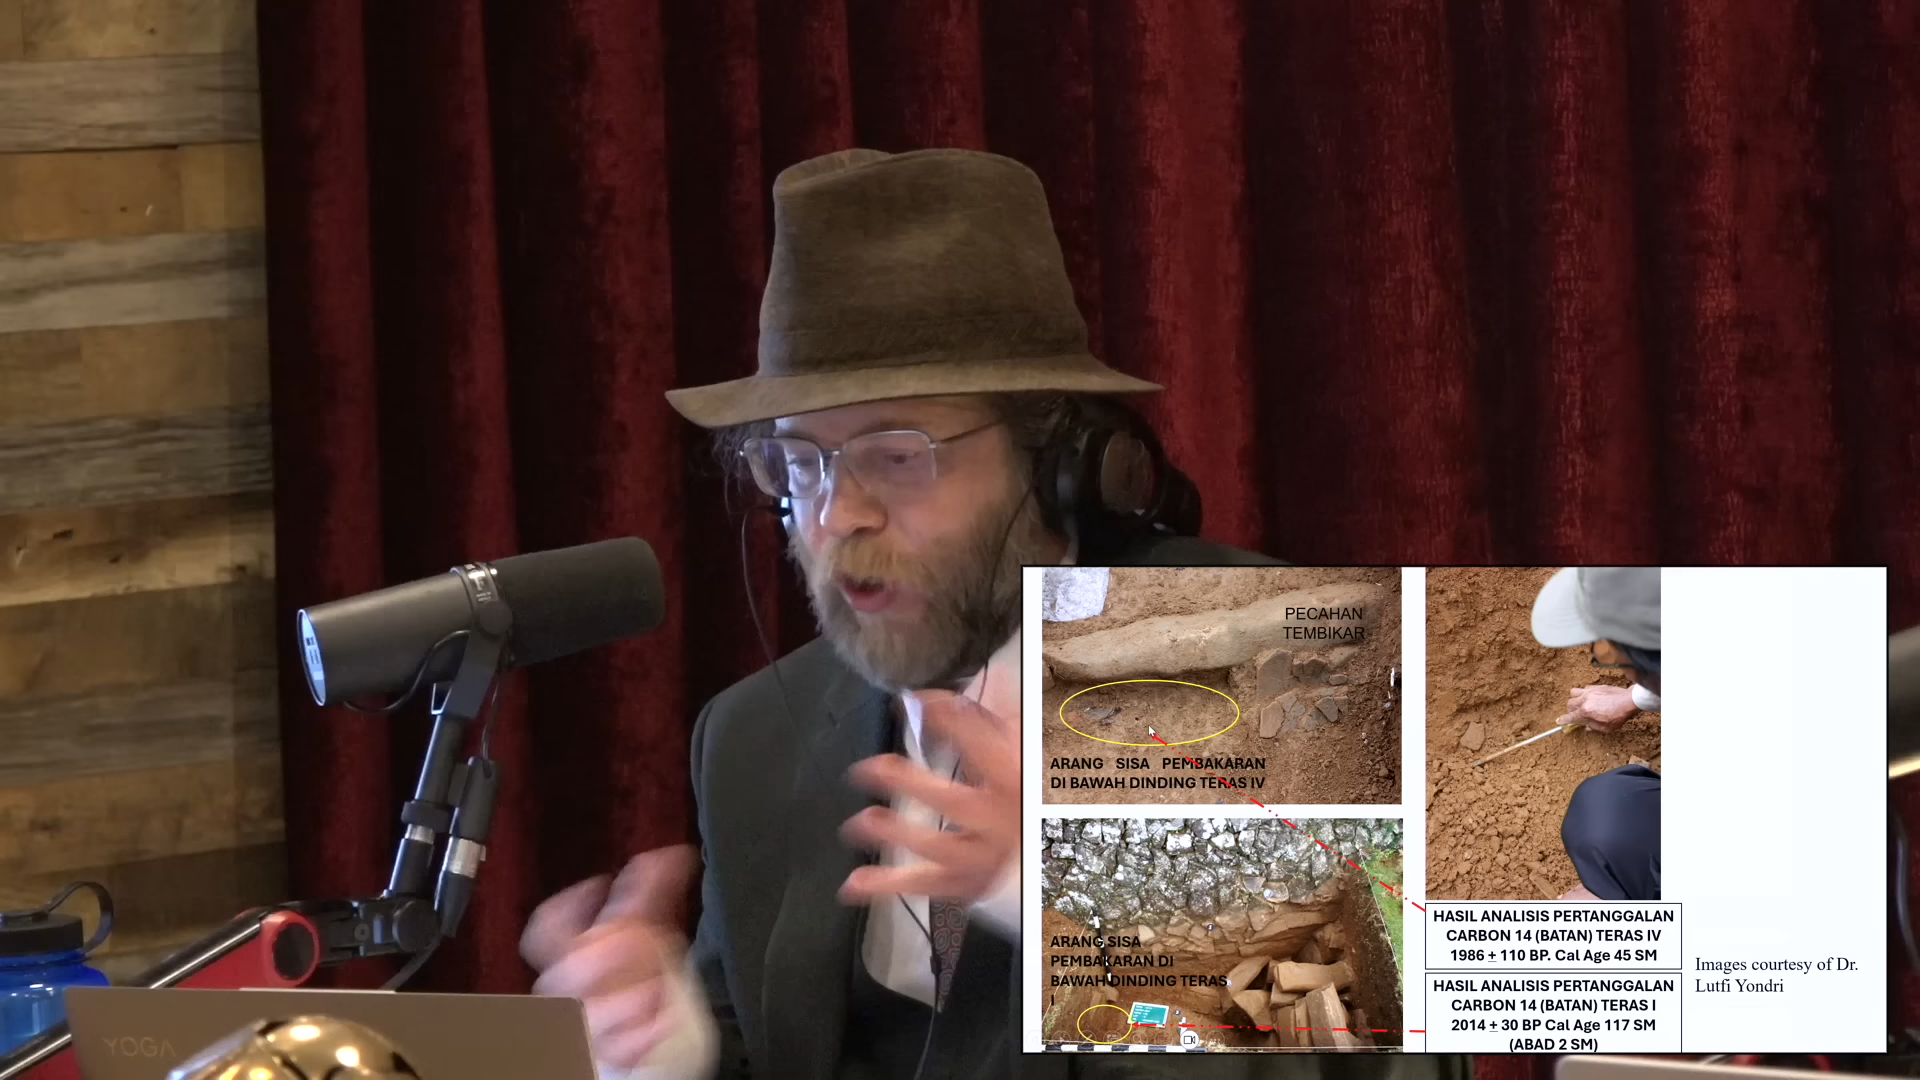 PECAHAN
TEMBIKAR
ARANG SISA PEMBAKARAN
DI BAWAH DINDING TERAS IV
ARANG SISA
PEMBAKARAN DI
BAWAH DINDING TERAS
I
HASIL ANALISIS PERTANGGALAN
CARBON 14 (BATAN) TERAS IV
1986 ± 110 BP. Cal Age 45 SM
HASIL ANALISIS PERTANGGALAN
CARBON 14 (BATAN) TERAS I
2014 ± 30 BP Cal Age 117 SM
(ABAD 2 SM)
Images courtesy of Dr.
Lutfi Yondri
YOGA